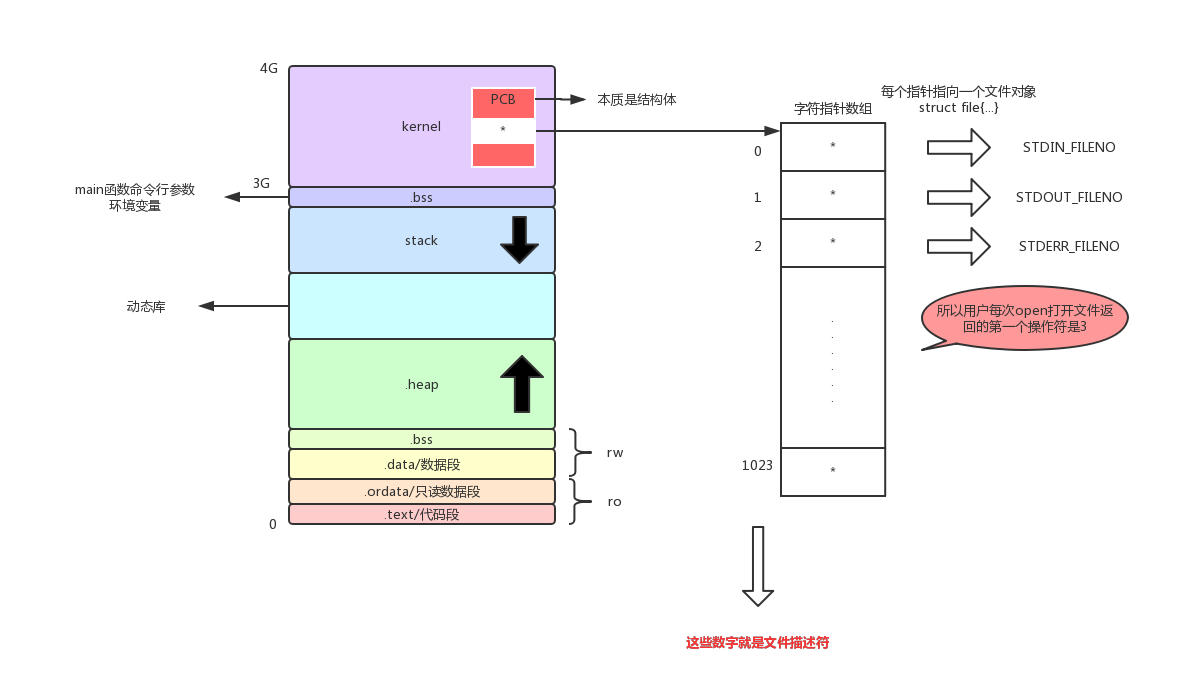 4G
PCB
本质是结构体
每个指针指向一个文件对象
struct file{...}
字符指针数组
kernel
*
0
*
STDIN_FILENO
3G
main函数命令行参数
环境变量
.bss
1
*
STDOUT_FILENO
stack
2
*
STDERR_FILENO
动态库
所以用户每次open打开文件返
回的第一个操作符是3
.
.
.
.
.
.
.heap
.bss
rw
.data/数据段
1023
*
.ordata/只读数据段
ro
.text/代码段
0
这些数字就是文件描述符